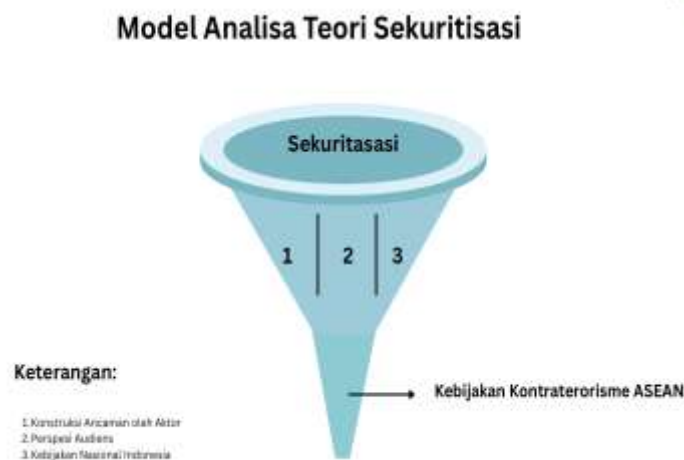 Model Analisa Teori Sekuritisasi
Sekuritasasi
1
2
3
Kebijakan Kontraterorisme ASEAN
Keterangan:
1.Konstruksi Ancaman oleh Aktor
2.Perspesi Audiens
3.Kebijakan Nasional Indonesia